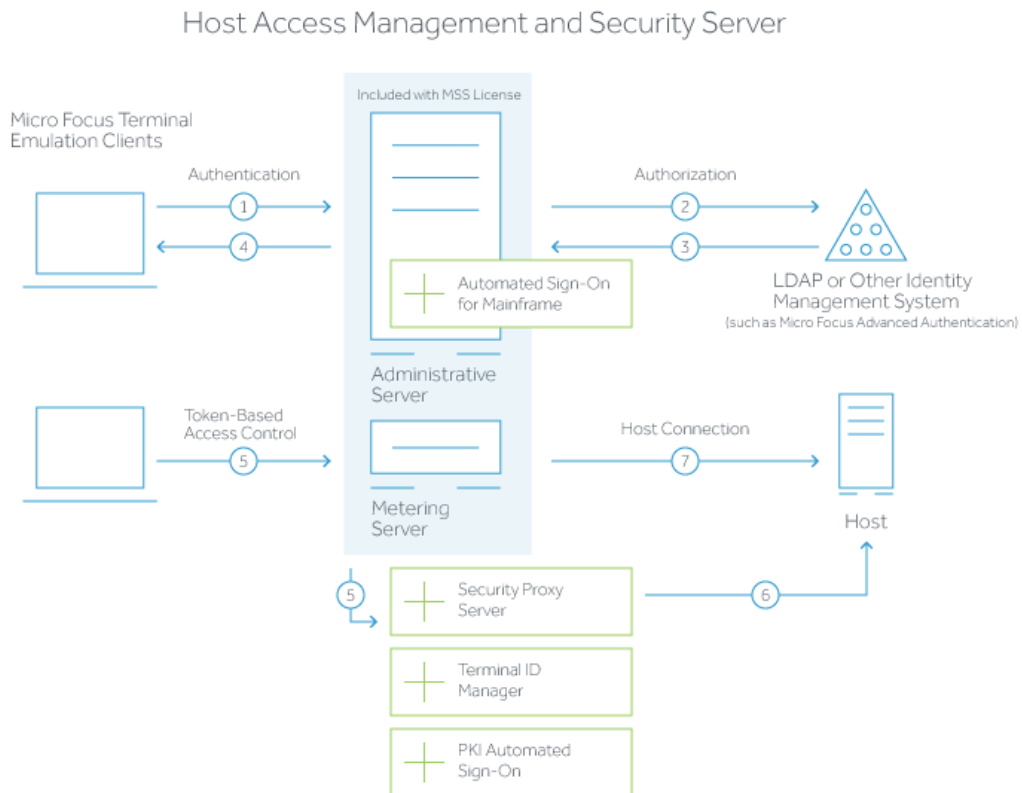 Host Access Management and Security Server
Included with MSS License
Micro Focus Terminal
Emulation Clients
Authentication
1
4
Authorization
2
3
Automated Sign-On
for Mainframe
LDAP or Other Identity
Management System
(such as Micro Focus Advanced Authentication)
Administrative
Server
Token-Based
Access Control
5
Host Connection
7
Metering
Server
Host
5
Security Proxy
Server
6
Terminal ID
Manager
PKI Automated
Sign-On